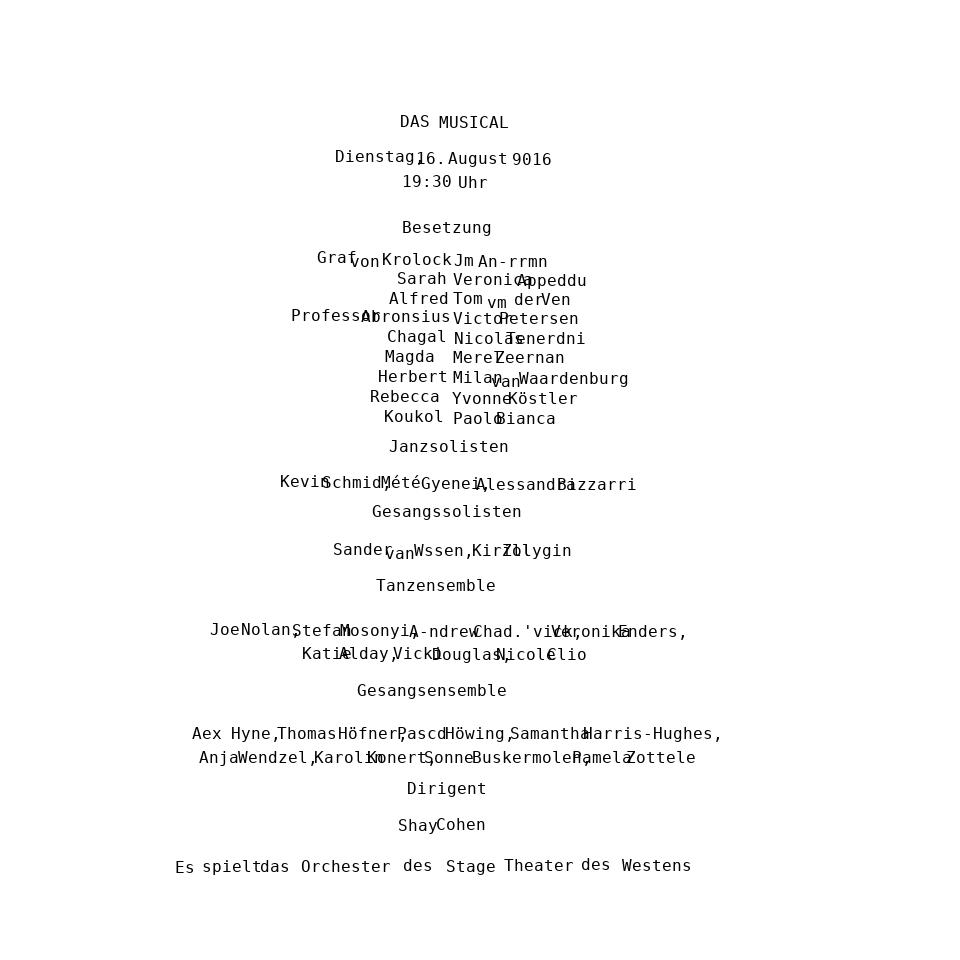 DAS MUSICAL
Dienstag, 16. August 9016
19:30 Uhr
Besetzung
Graf von Krolock Jm An-rrmn
Sarah Veronica Appeddu
Alfred Tom vm der Ven
Professor Abronsius Victor Petersen
Chagal Nicolas Tenerdni
Magda Merel Zeernan
Herbert Milan van Waardenburg
Rebecca Yvonne Köstler
Koukol Paolo Bianca
Janzsolisten
Kevin Schmid, Mété Gyenei, Alessandra Bizzarri
Gesangssolisten
Sander van Wssen, Kirill Zolygin
Tanzensemble
Joe Nolan, Stefan Mosonyi, A-ndrew Chad.'vick, Veronika Enders,
Katie Alday, Vicki Douglas, Nicole Clio
Gesangsensemble
Aex Hyne, Thomas Höfner, Pascd Höwing, Samantha Harris-Hughes,
Anja Wendzel, Karolin Konert, Sonne Buskermolen, Pamela Zottele
Dirigent
Shay Cohen
Es spielt das Orchester des Stage Theater des Westens